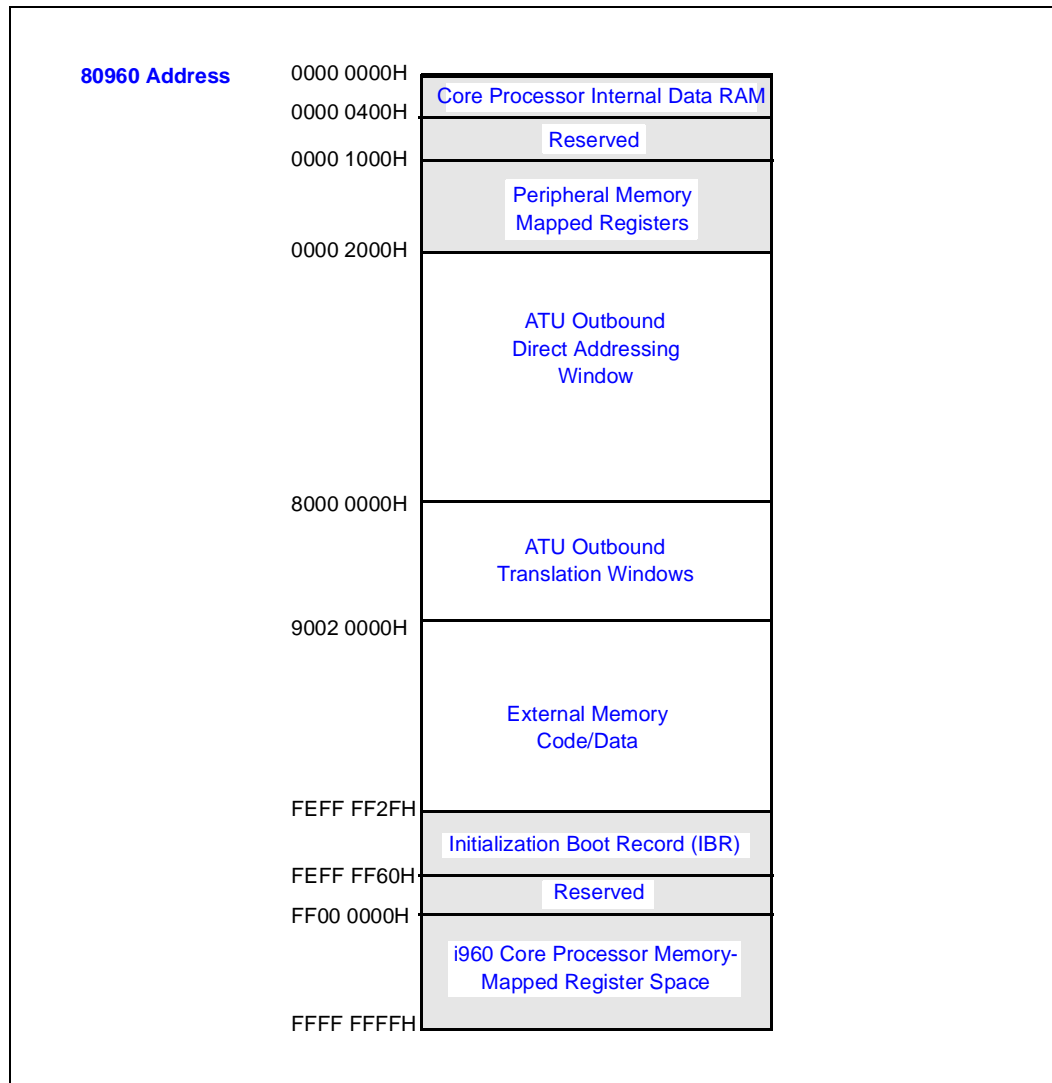 80960 Address
0000 0000H
Core Processor Internal Data RAM
0000 0400H
Reserved
0000 1000H
Peripheral Memory
Mapped Registers
0000 2000H
ATU Outbound
Direct Addressing
Window
8000 0000H
ATU Outbound
Translation Windows
9002 0000H
External Memory
Code/Data
FEFF FF2FH
Initialization Boot Record (IBR)
FEFF FF60H
Reserved
FF00 0000H
i960 Core Processor Memory-
Mapped Register Space
FFFF FFFFH